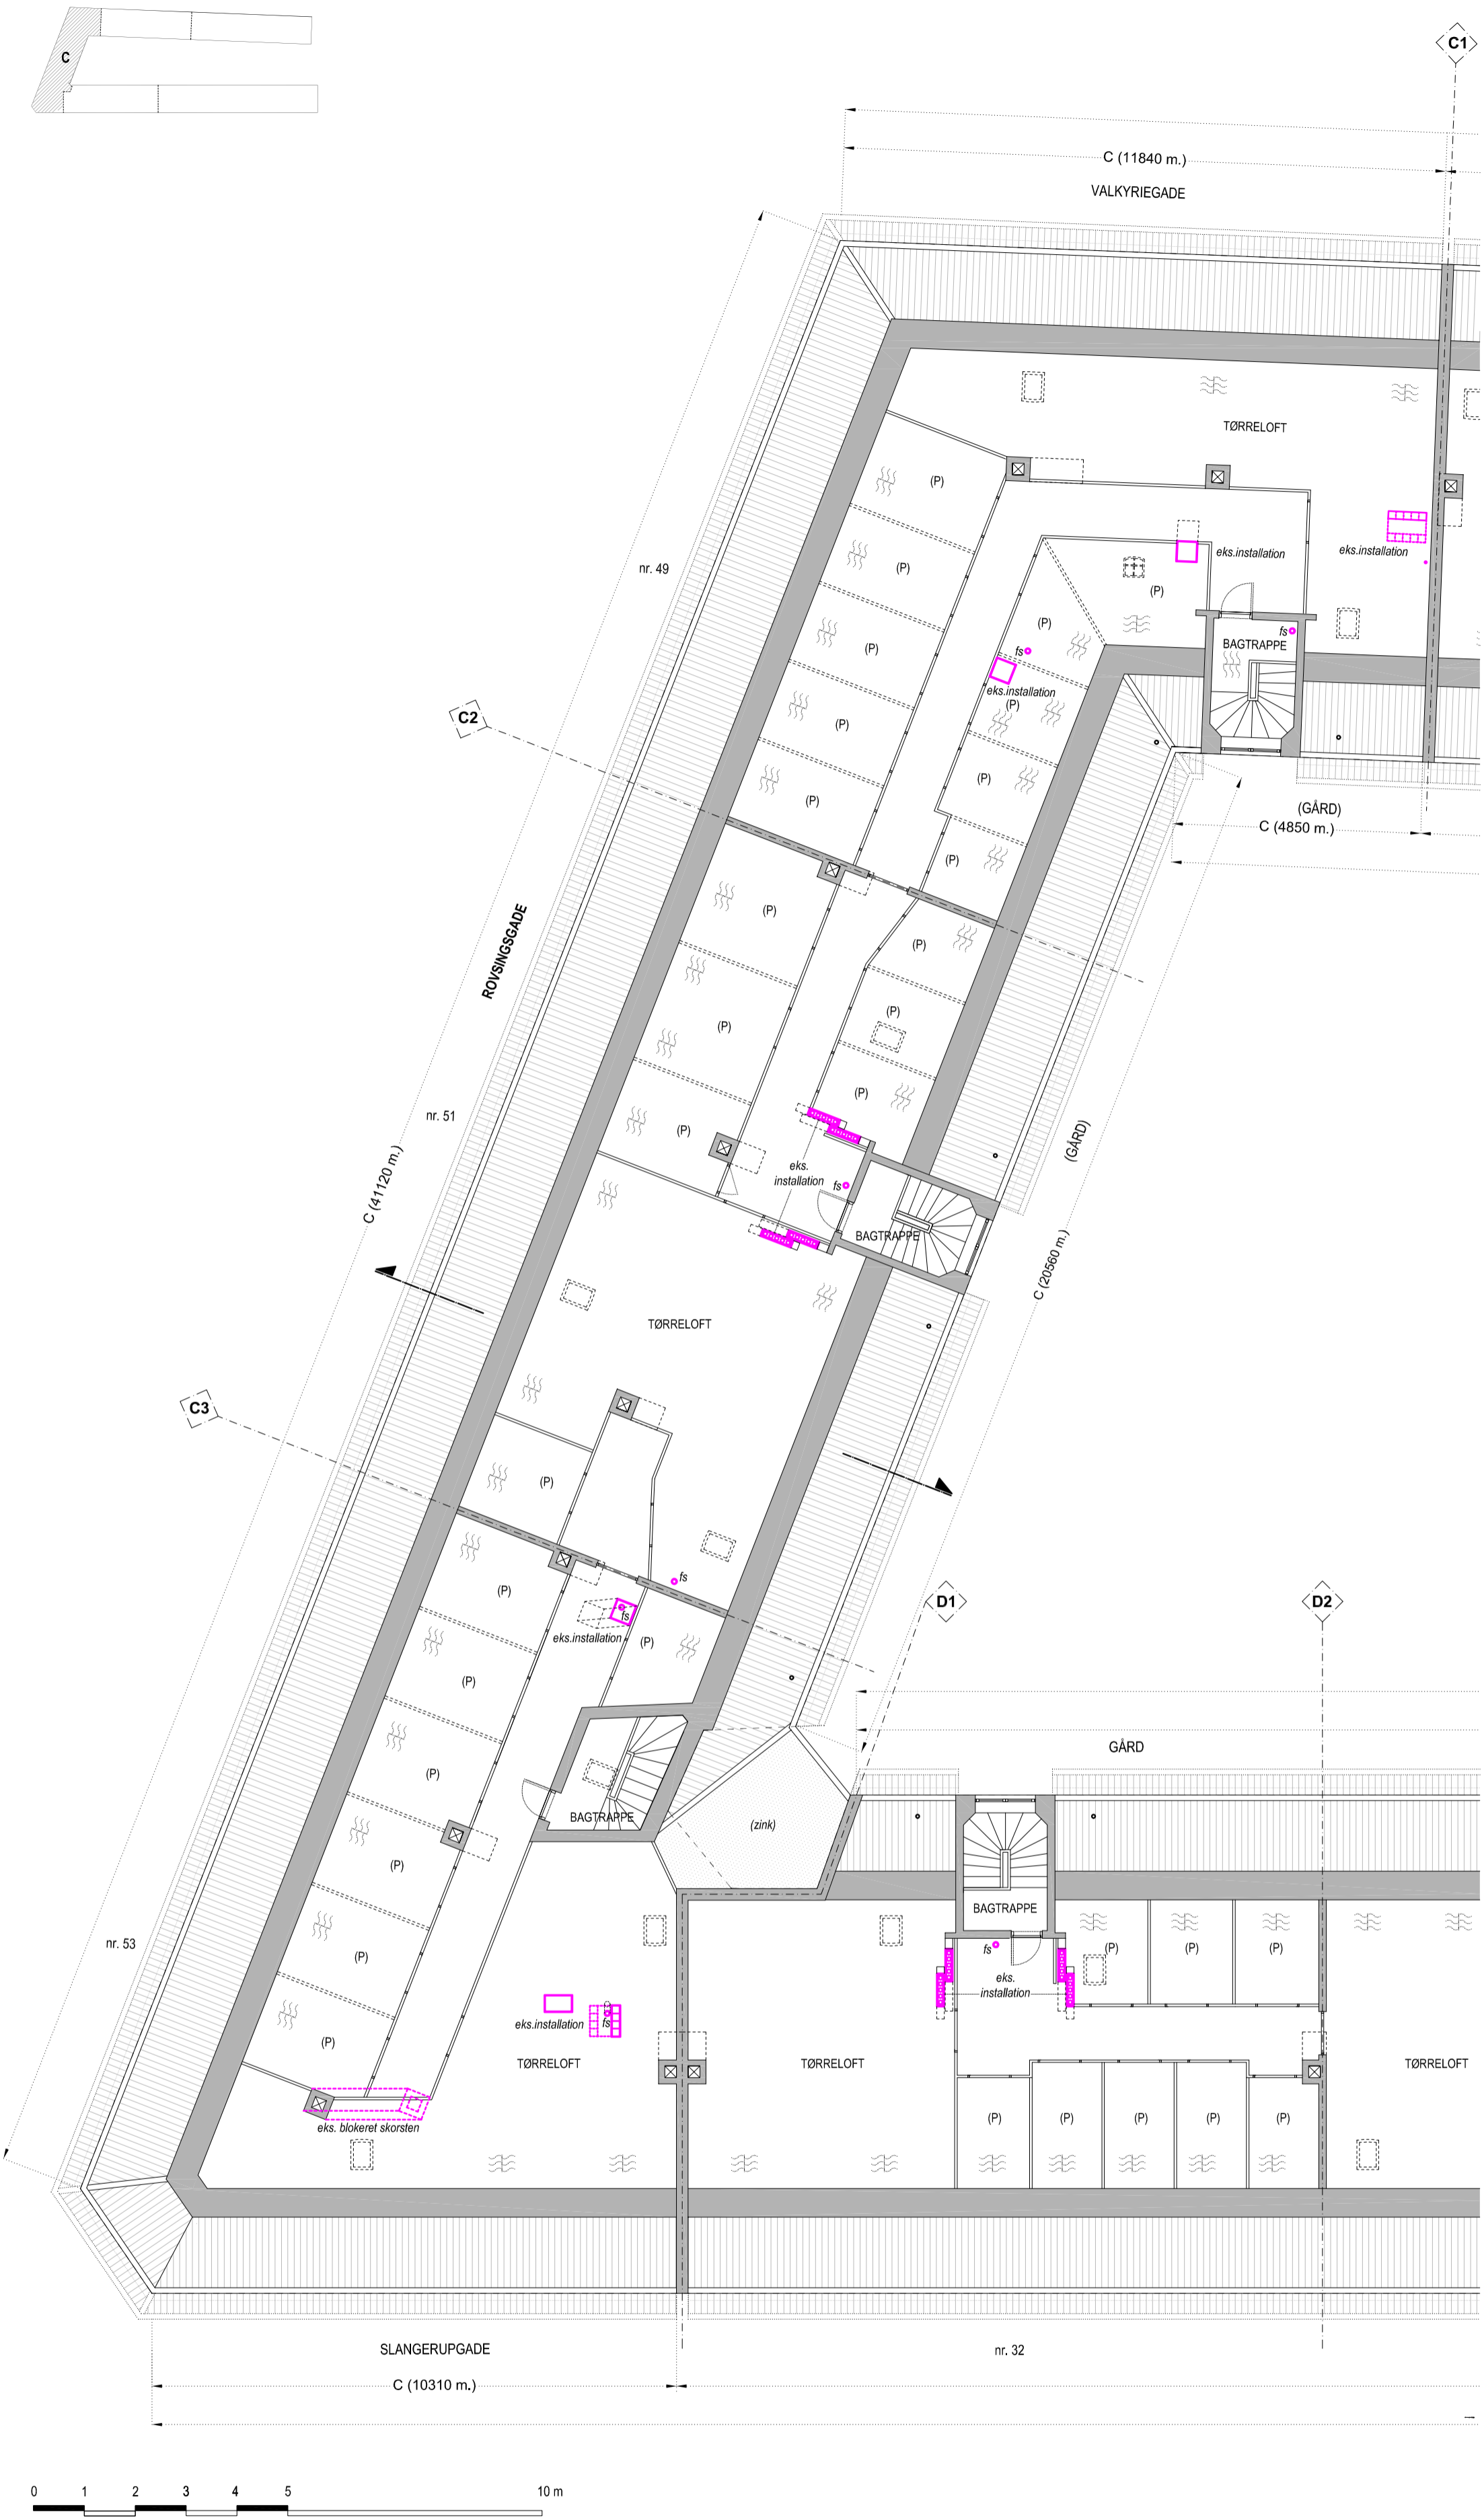 C
C1
C (11840 m.)
VALKYRIEGADE
TØRRELOFT
(P)
(P)
eks.installation
eks.installation
nr. 49
(P)
(P)
(P)
fs
fs
BAGTRAPPE
(P)
eks.installation
(P)
C2
(P)
(P)
(P)
(GÅRD)
C (4850 m.)
(P)
(P)
ROVSINGSGADE
(P)
(P)
(P)
(P)
nr. 51
(P)
(P)
(GÅRD)
C (41120 m.)
eks.
installation
fs
BAGTRAPPE
C (20560 m.)
TØRRELOFT
C3
(P)
fs
(P)
D1
D2
fs
eks.installation
(P)
(P)
GÅRD
(P)
BAGTRAPPE
(zink)
(P)
BAGTRAPPE
nr. 53
(P)
fs
(P)
(P)
(P)
eks.
installation
eks.installation
fs
(P)
TØRRELOFT
TØRRELOFT
TØRRELOFT
eks. blokeret skorsten
(P)
(P)
(P)
(P)
(P)
SLANGERUPGADE
nr. 32
C (10310 m.)
0 1 2 3 4 5 10 m